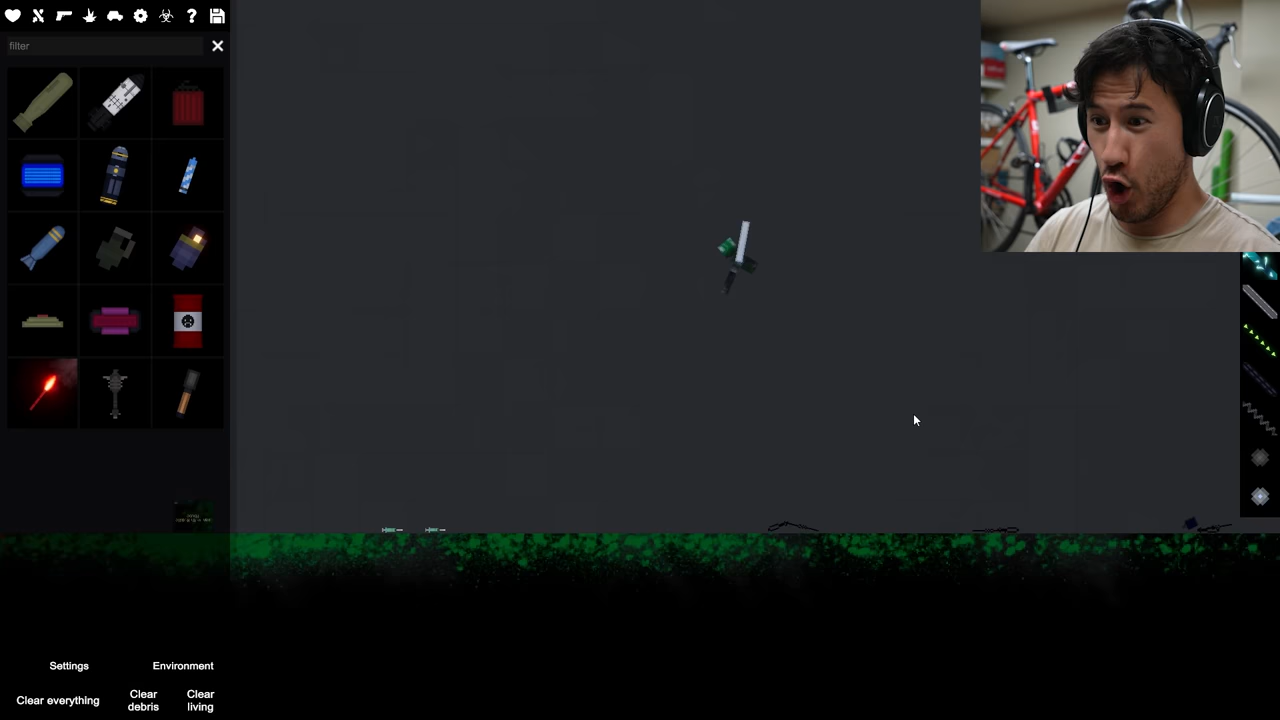 filter
Settings
Environment
Clear everything
Clear
debris
Clear
living